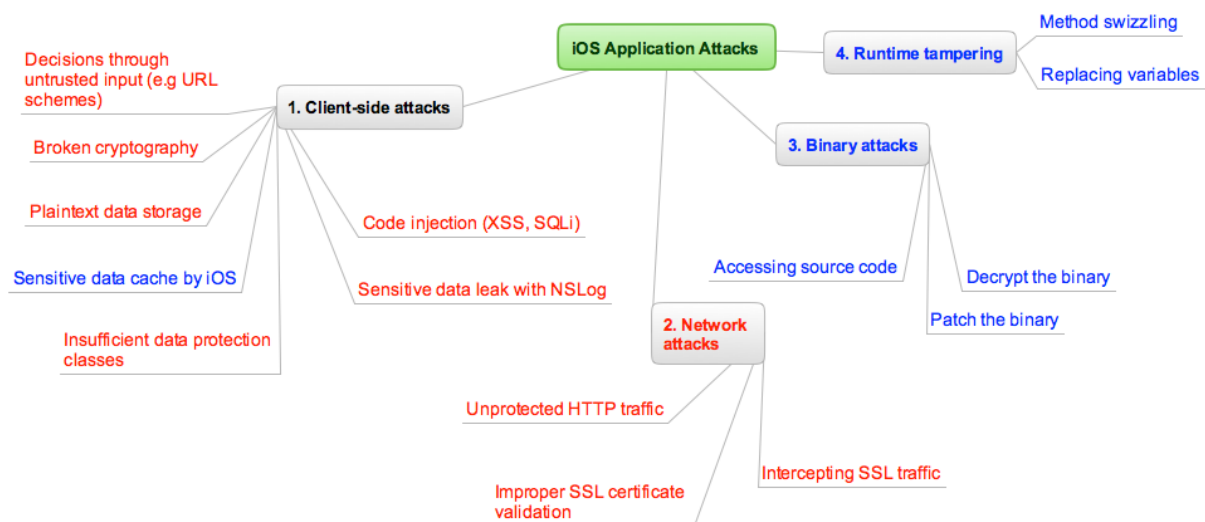 iOS Application Attacks
1. Client-side attacks
Decisions through
untrusted input (e.g URL
schemes)
Broken cryptography
Plaintext data storage
Sensitive data cache by iOS
Insufficient data protection
classes
Code injection (XSS, SQLi)
Sensitive data leak with NSLog
2. Network
attacks
Unprotected HTTP traffic
Improper SSL certificate
validation
Intercepting SSL traffic
3. Binary attacks
Accessing source code
Patch the binary
Decrypt the binary
4. Runtime tampering
Method swizzling
Replacing variables